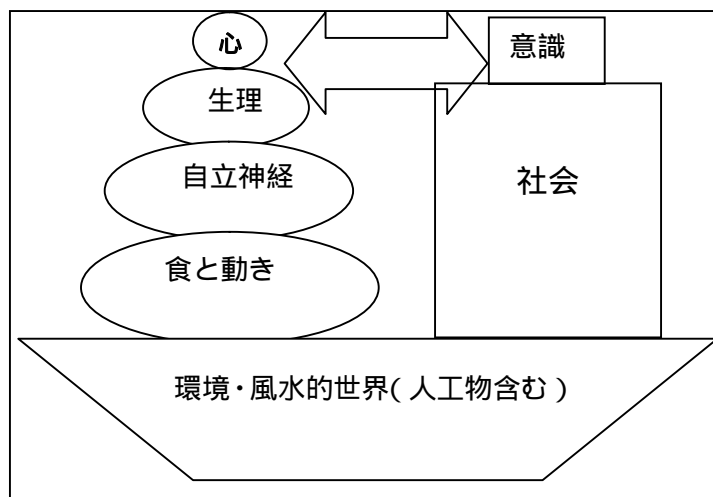 心
意識
生理
自立神経
社会
食と動き
環境・風水的世界(人工物含む)